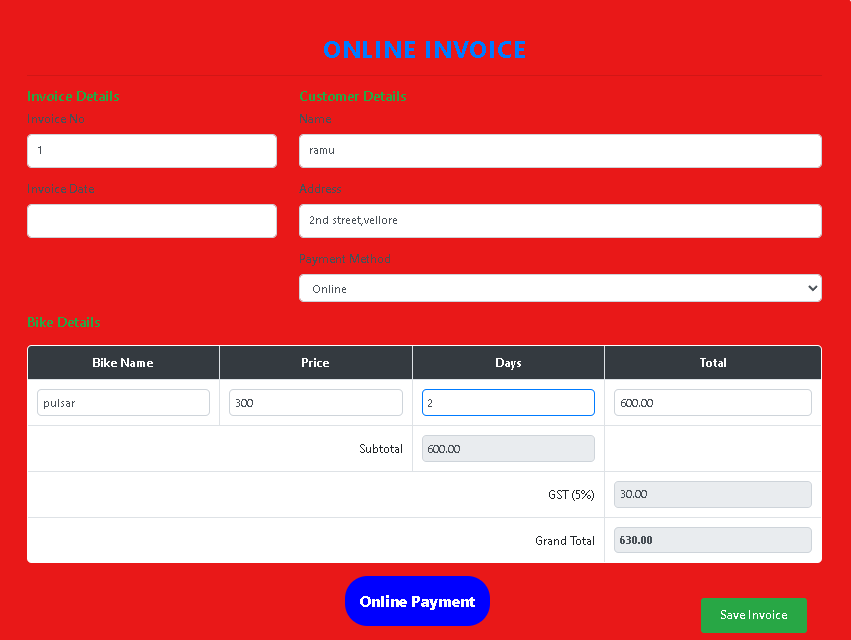 ONLINE INVOICE
Invoice Details
Customer Details
Invoice No
Name
1
ramu
Invoice Date
Address
2nd street,vellore
Payment Method
Online
Bike Details
Bike Name Price Days Total
pulsar 300 2 600.00
Subtotal 600.00
GST (5%) 30.00
Grand Total 630.00
Online Payment
Save Invoice